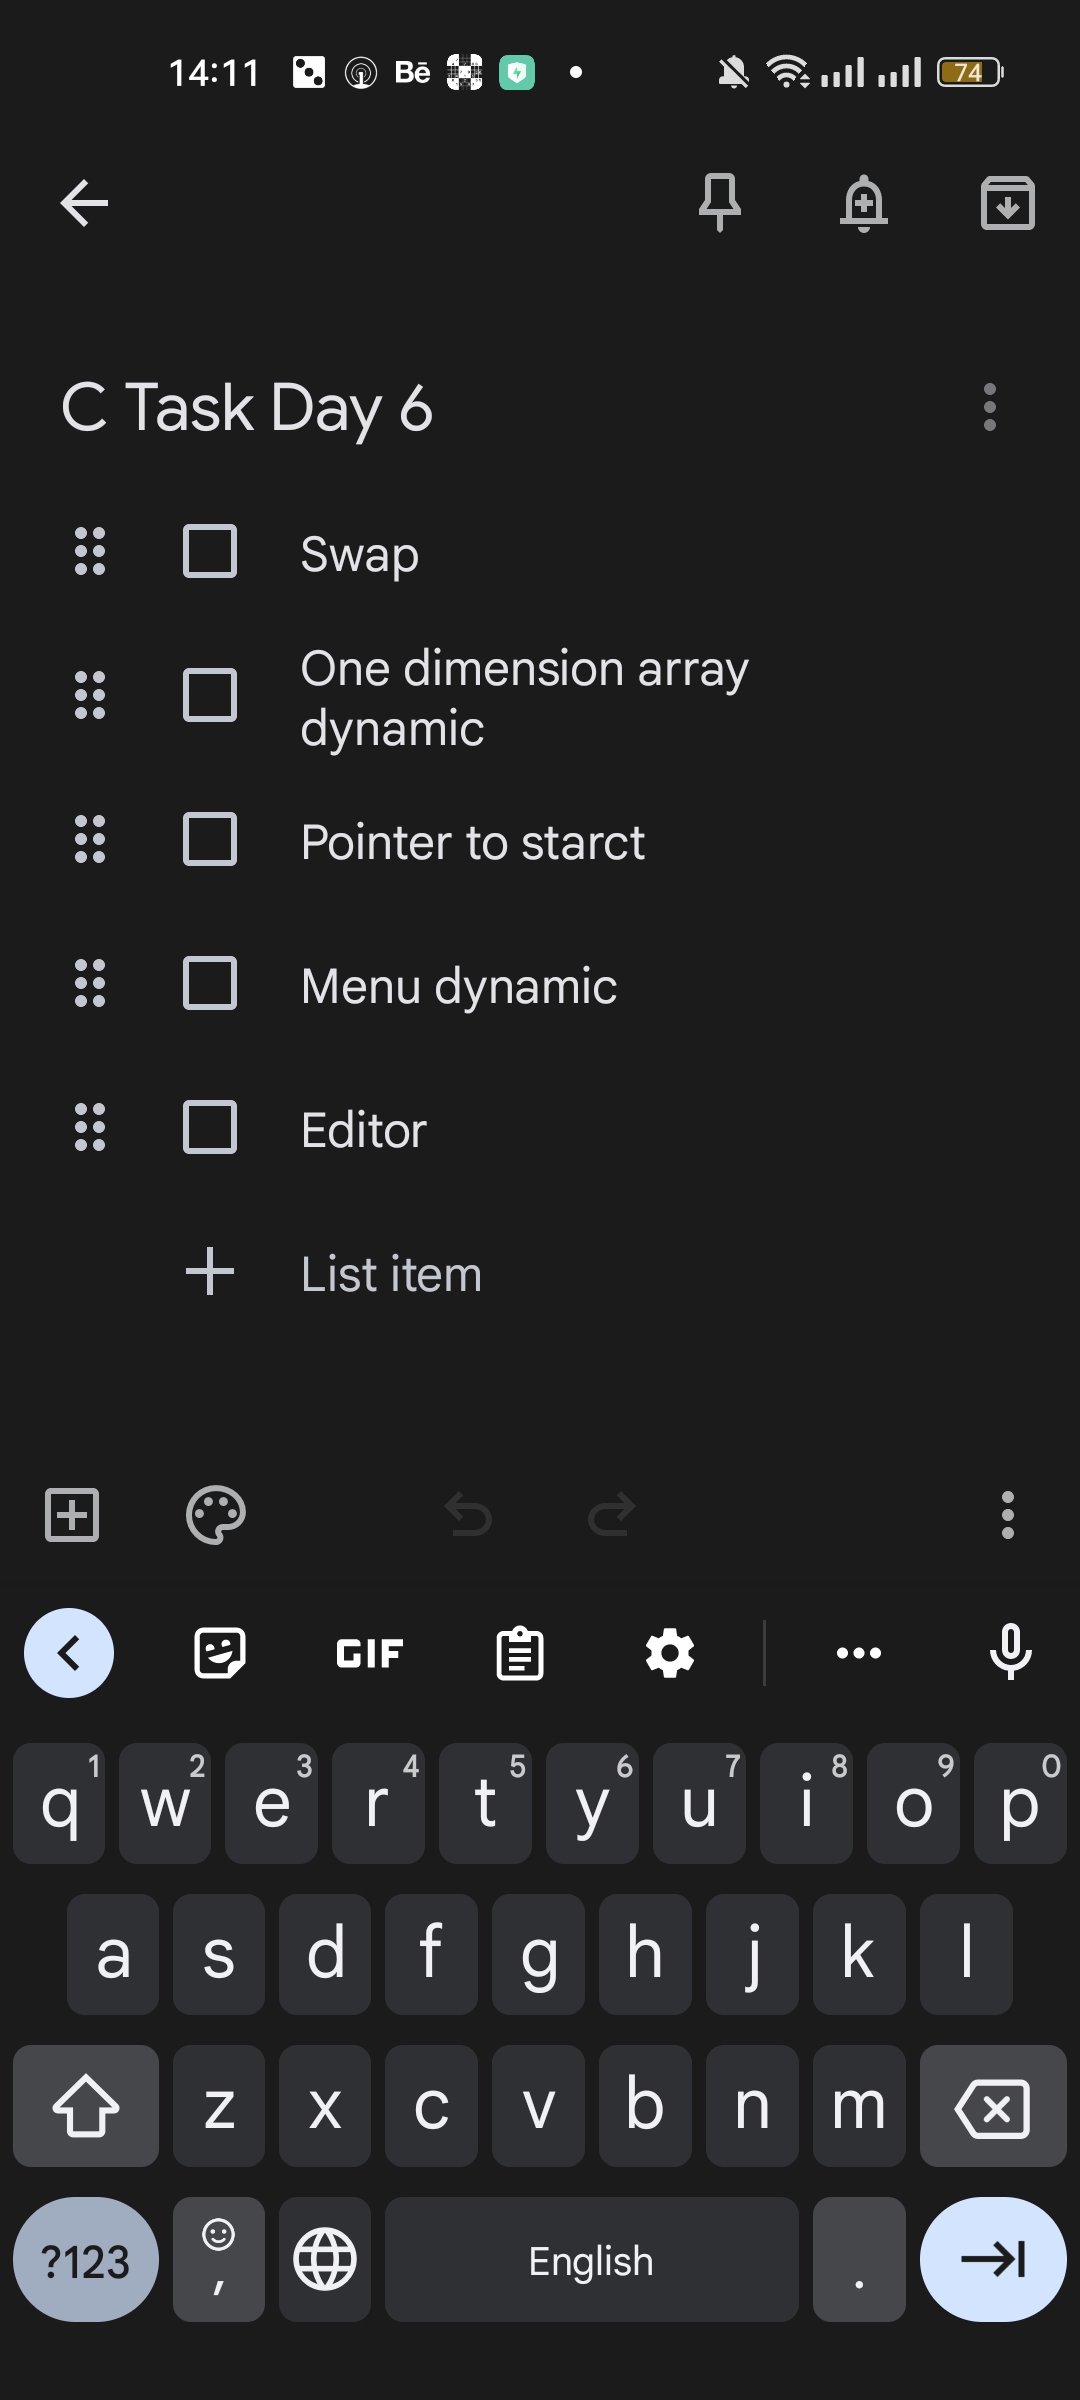 14:11 Bē 74
C Task Day 6
Swap
One dimension array
dynamic
Pointer to starct
Menu dynamic
Editor
List item
GIF
1 2 3 4 5 6 7 8 9 0
q w e r t y u i o p
a s d f g h j k l
z x c v b n m
?123 , English .